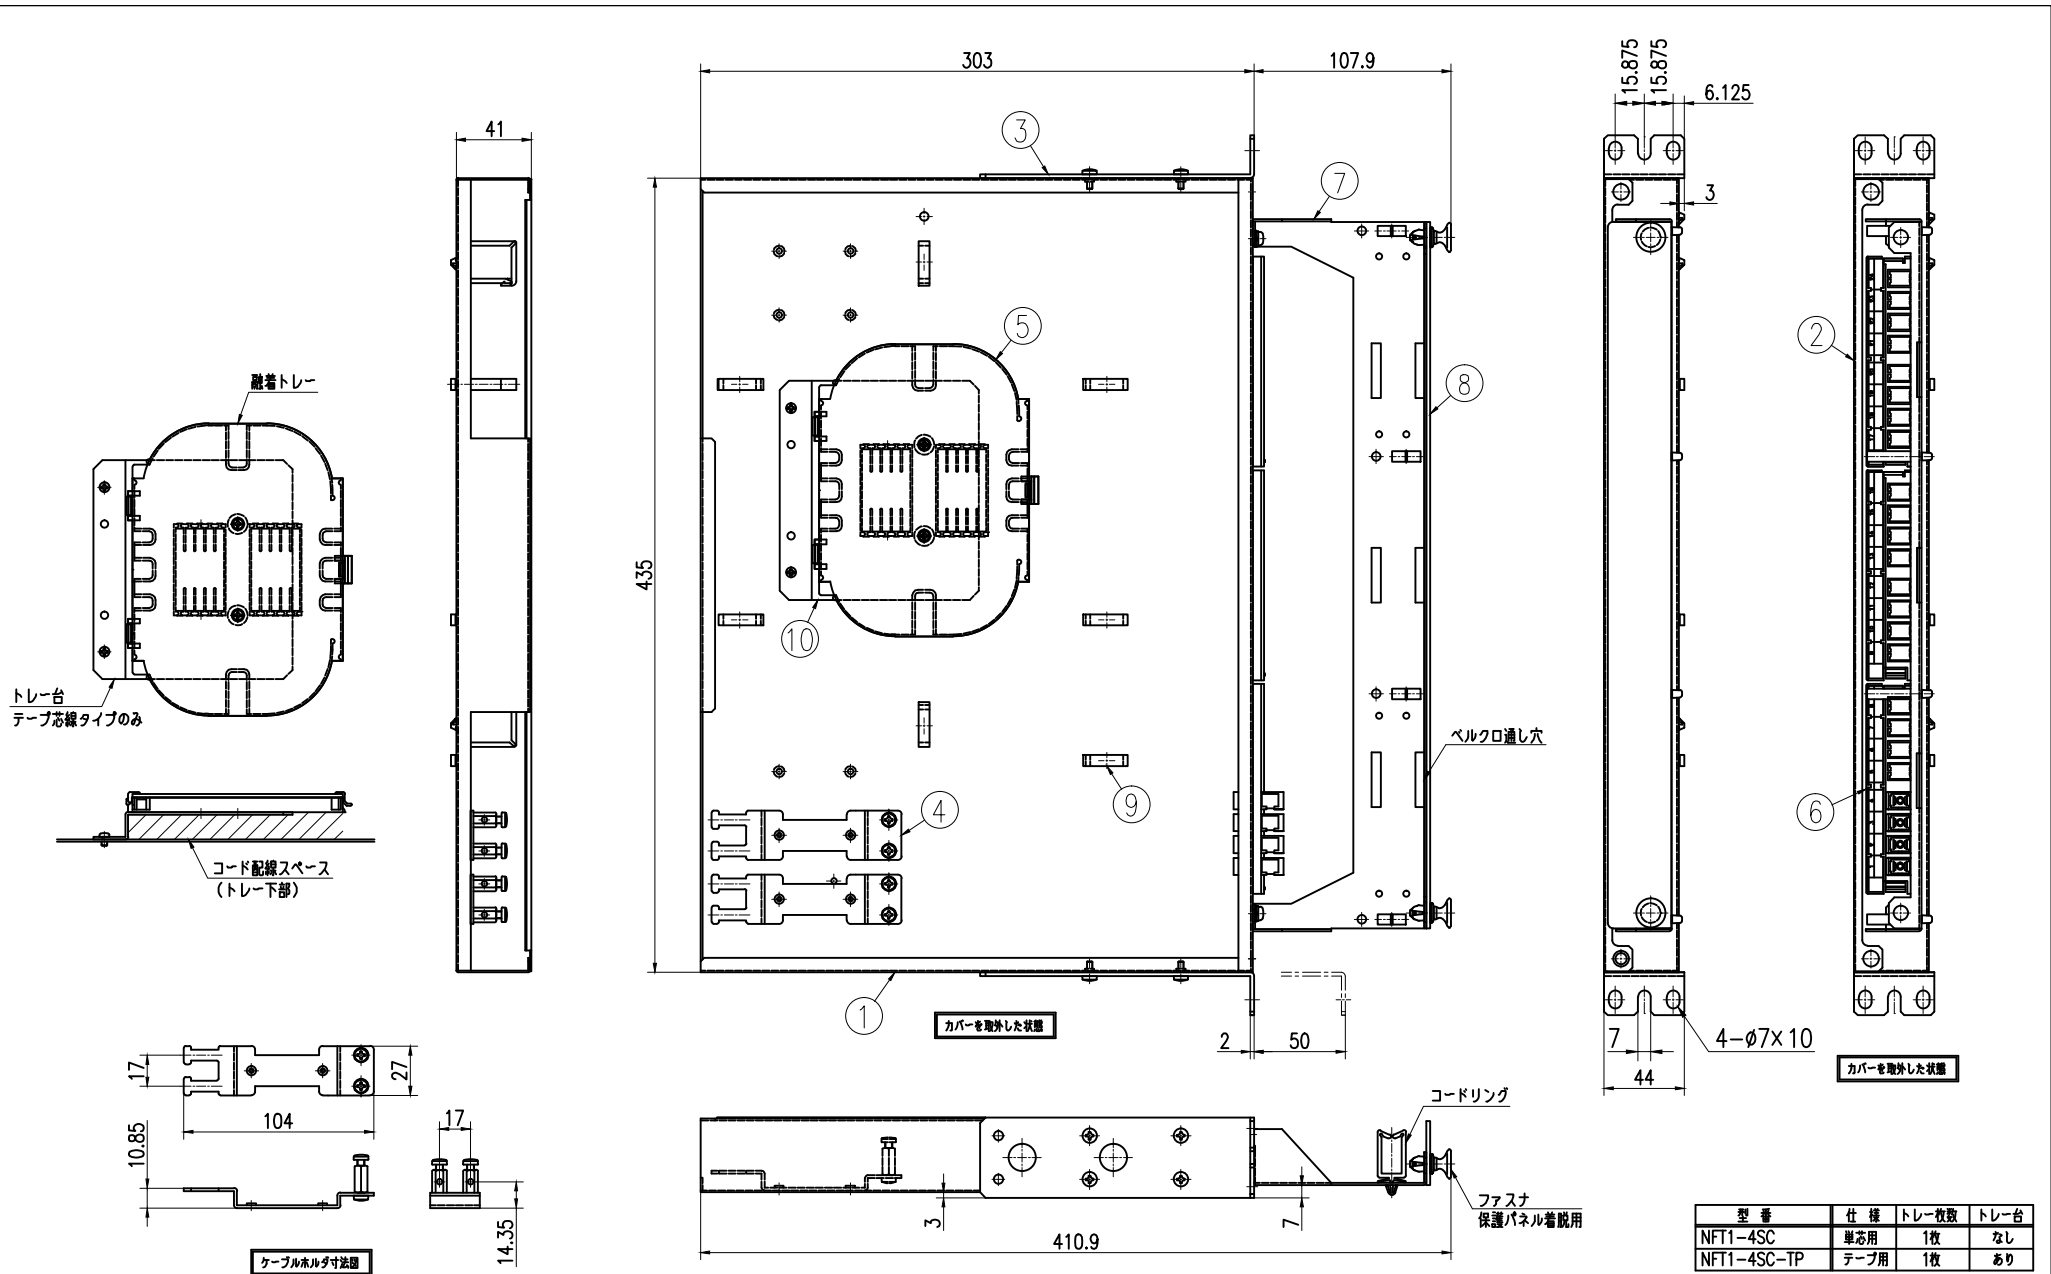 303
107.9
15.875
15.875
6.125
41
③
⑦
3
⑤
②
融着トレー
⑧
435
⑩
トレー台
テープ芯線タイプのみ
ベルクロ通し穴
④
⑨
⑥
コード配線スペース
(トレー下部)
①
カバーを取外した状態
2
50
7
4-φ7×10
44
カバーを取外した状態
17
27
104
17
10.85
14.35
ケーブルホルダ寸法図
コードリング
3
7
ファスナ
保護パネル着脱用
410.9
型 番 仕 様 トレー枚数 トレー台
NFT1-4SC 単芯用 1枚 なし
NFT1-4SC-TP テープ用 1枚 あり